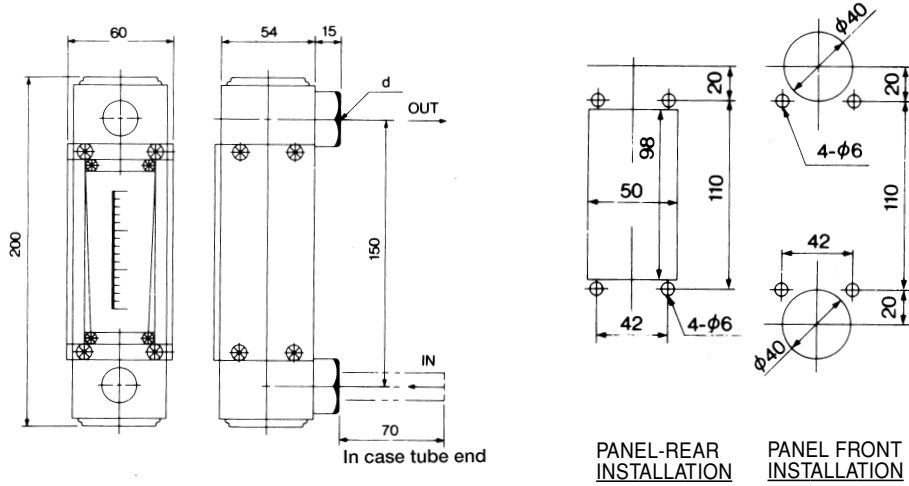 60
54
15
d
OUT
200
150
IN
70
In case tube end
20
98
50
110
42
4-φ6
PANEL-REAR
INSTALLATION
φ40
20
4-φ6
110
42
20
φ40
PANEL FRONT
INSTALLATION